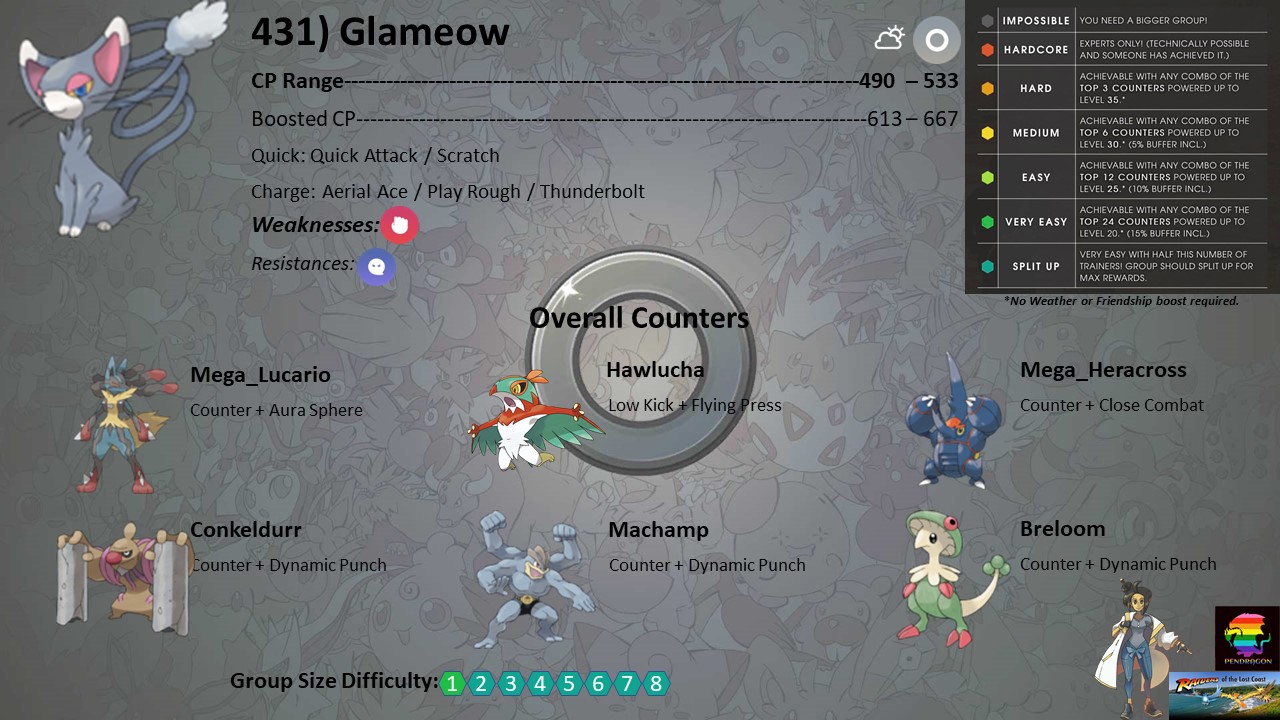 431) Glameow
CP Range---490 – 533
Boosted CP---613 – 667
Quick: Quick Attack / Scratch
Charge: Aerial Ace / Play Rough / Thunderbolt
Weaknesses:
Resistances:
IMPOSSIBLE YOU NEED A BIGGER GROUP!
HARDCORE EXPERTS ONLY! (TECHNICALLY POSSIBLE
AND SOMEONE HAS ACHIEVED IT.)
HARD ACHIEVABLE WITH ANY COMBO OF THE
TOP 3 COUNTERS POWERED UP TO
LEVEL 35.*
MEDIUM ACHIEVABLE WITH ANY COMBO OF THE
TOP 6 COUNTERS POWERED UP TO
LEVEL 30.* (5% BUFFER INCL.)
EASY ACHIEVABLE WITH ANY COMBO OF THE
TOP 12 COUNTERS POWERED UP TO
LEVEL 25.* (10% BUFFER INCL.)
VERY EASY ACHIEVABLE WITH ANY COMBO OF THE
TOP 24 COUNTERS POWERED UP TO
LEVEL 20.* (15% BUFFER INCL.)
SPLIT UP VERY EASY WITH HALF THIS NUMBER OF
TRAINERS! GROUP SHOULD SPLIT UP FOR
MAX REWARDS.
*No Weather or Friendship boost required.
Overall Counters
Mega_Lucario
Counter + Aura Sphere
Hawlucha
Low Kick + Flying Press
Mega_Heracross
Counter + Close Combat
Conkeldurr
Counter + Dynamic Punch
Machamp
Counter + Dynamic Punch
Breloom
Counter + Dynamic Punch
Group Size Difficulty: 1 2 3 4 5 6 7 8
PENDROGON
RAIDERS of the Lost Coast